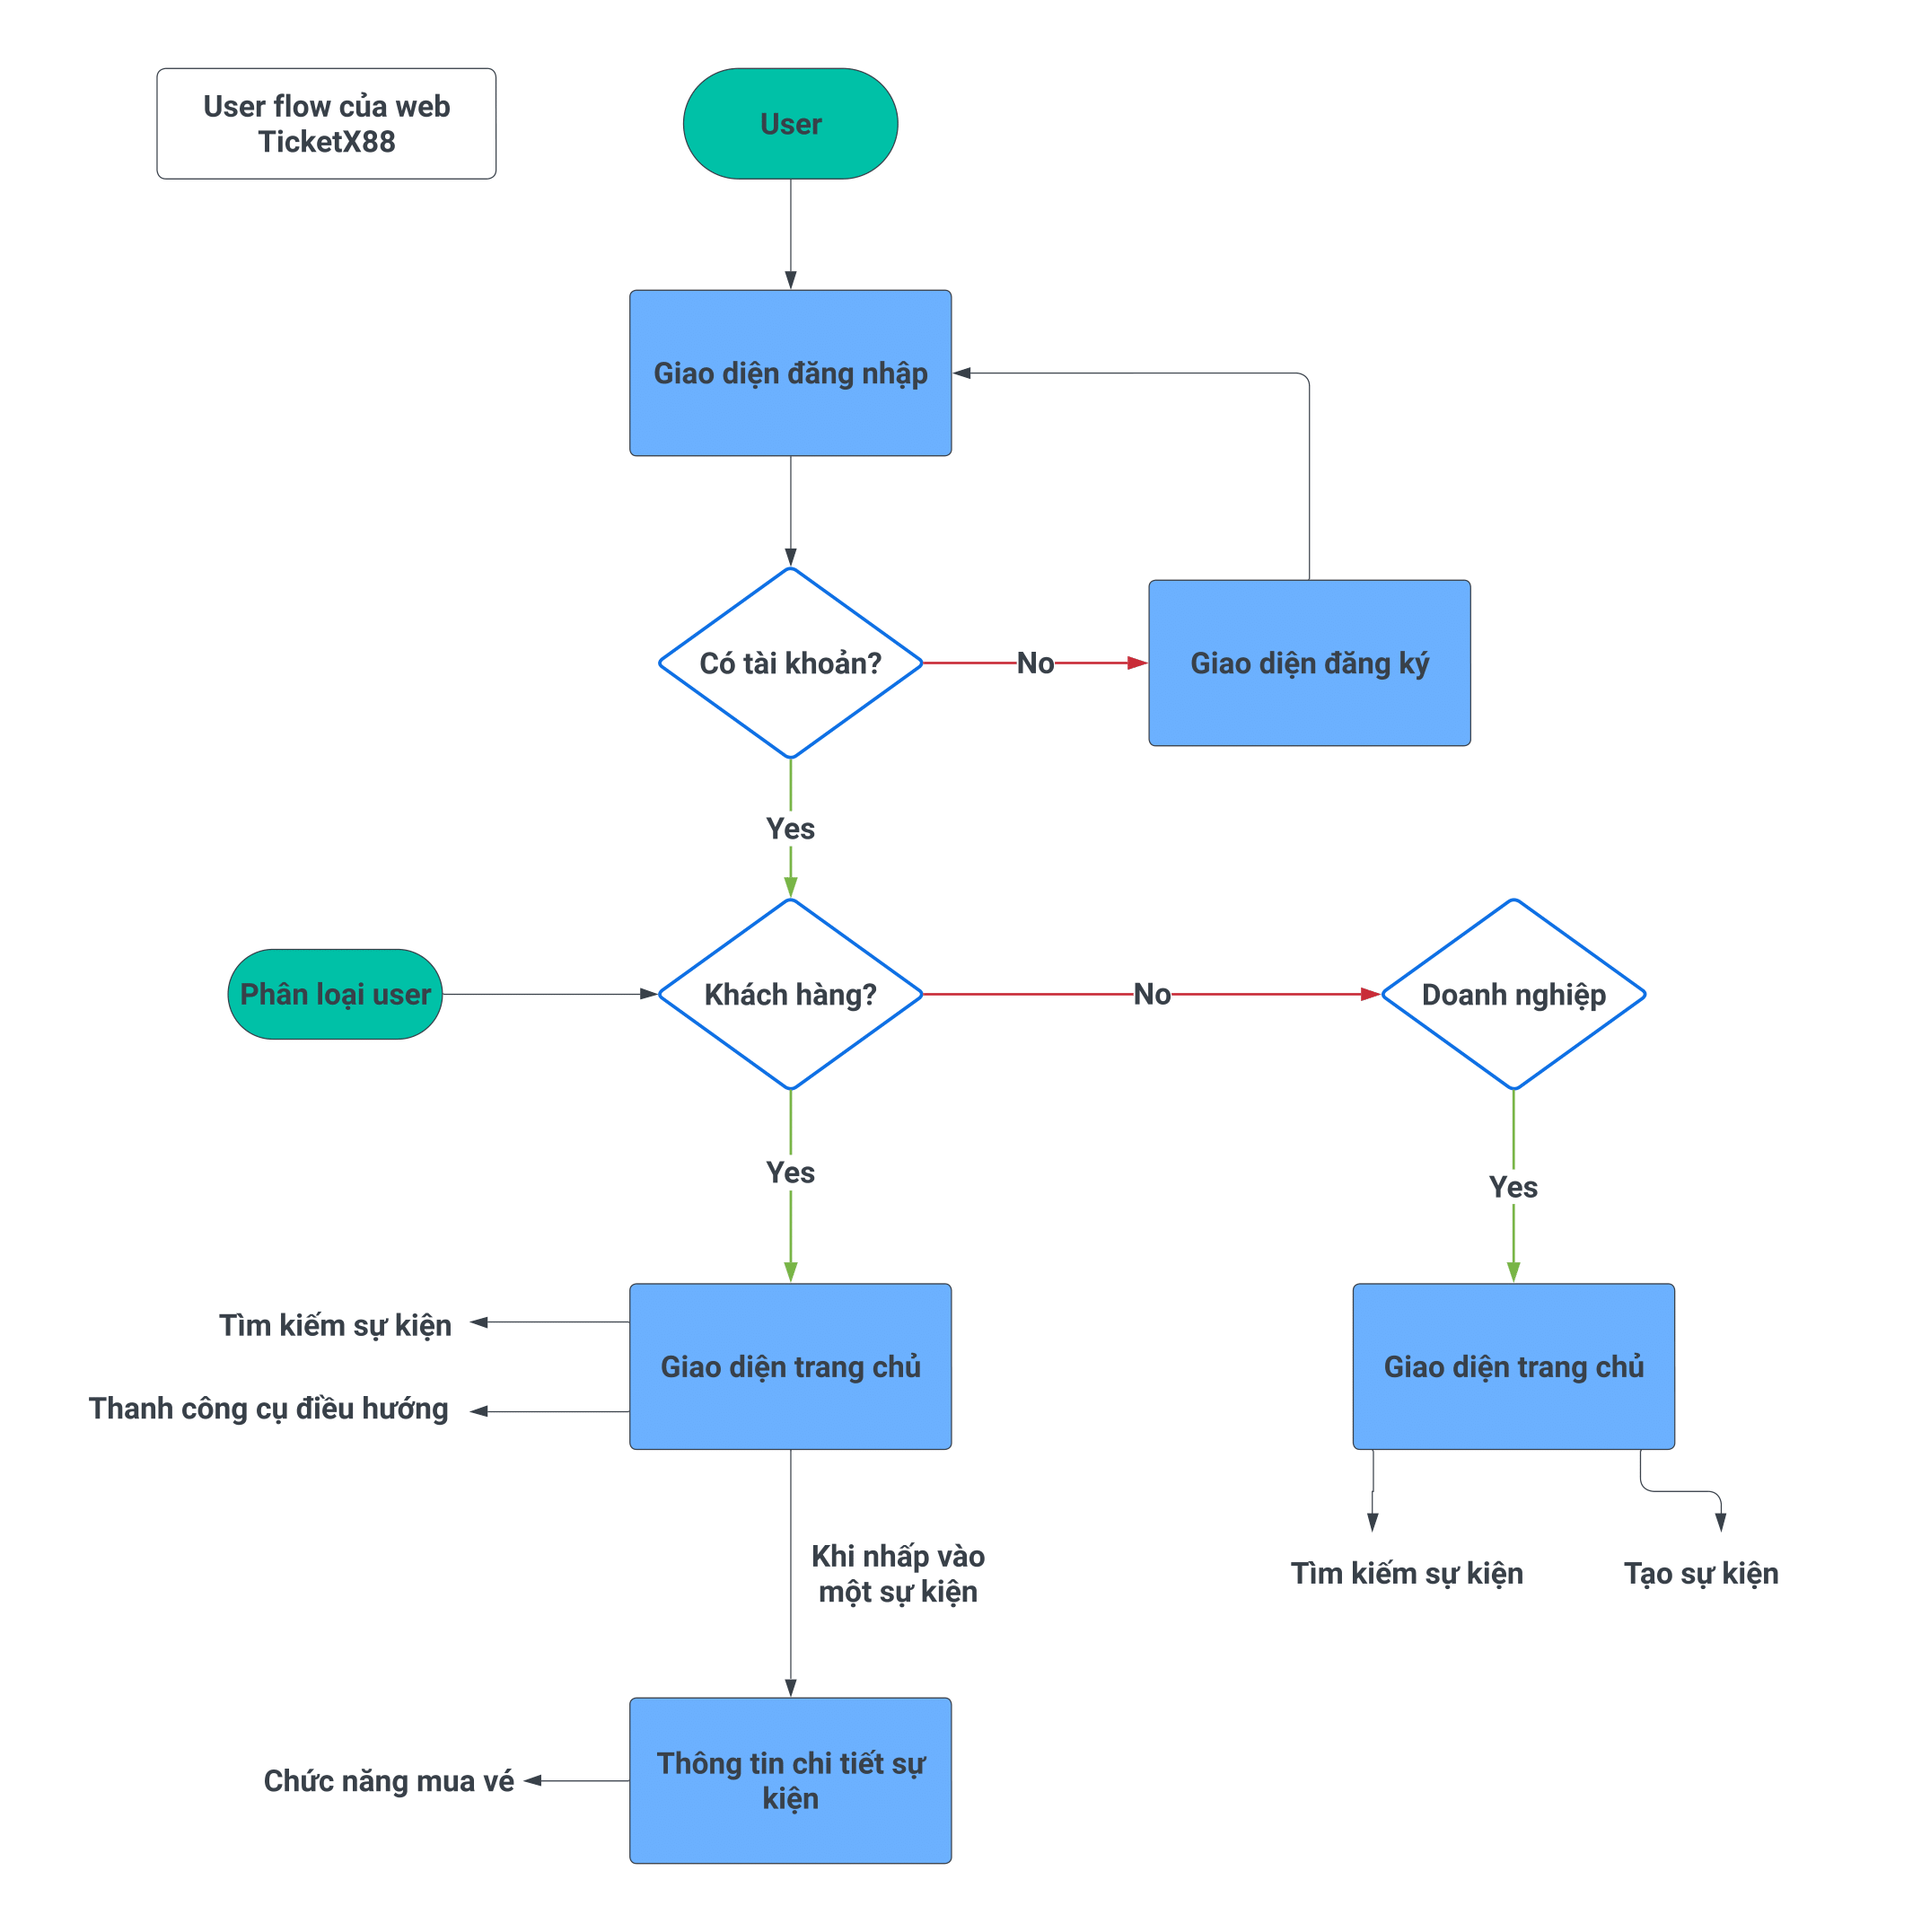 User flow của web
TicketX88
User
Giao diện đăng nhập
Có tài khoản?
No
Giao diện đăng ký
Yes
Phân loại user
Khách hàng?
No
Doanh nghiệp
Yes
Yes
Tìm kiếm sự kiện
Giao diện trang chủ
Giao diện trang chủ
Thanh công cụ điều hướng
Khi nhấp vào
một sự kiện
Tìm kiếm sự kiện
Tạo sự kiện
Thông tin chi tiết sự
kiện
Chức năng mua vé